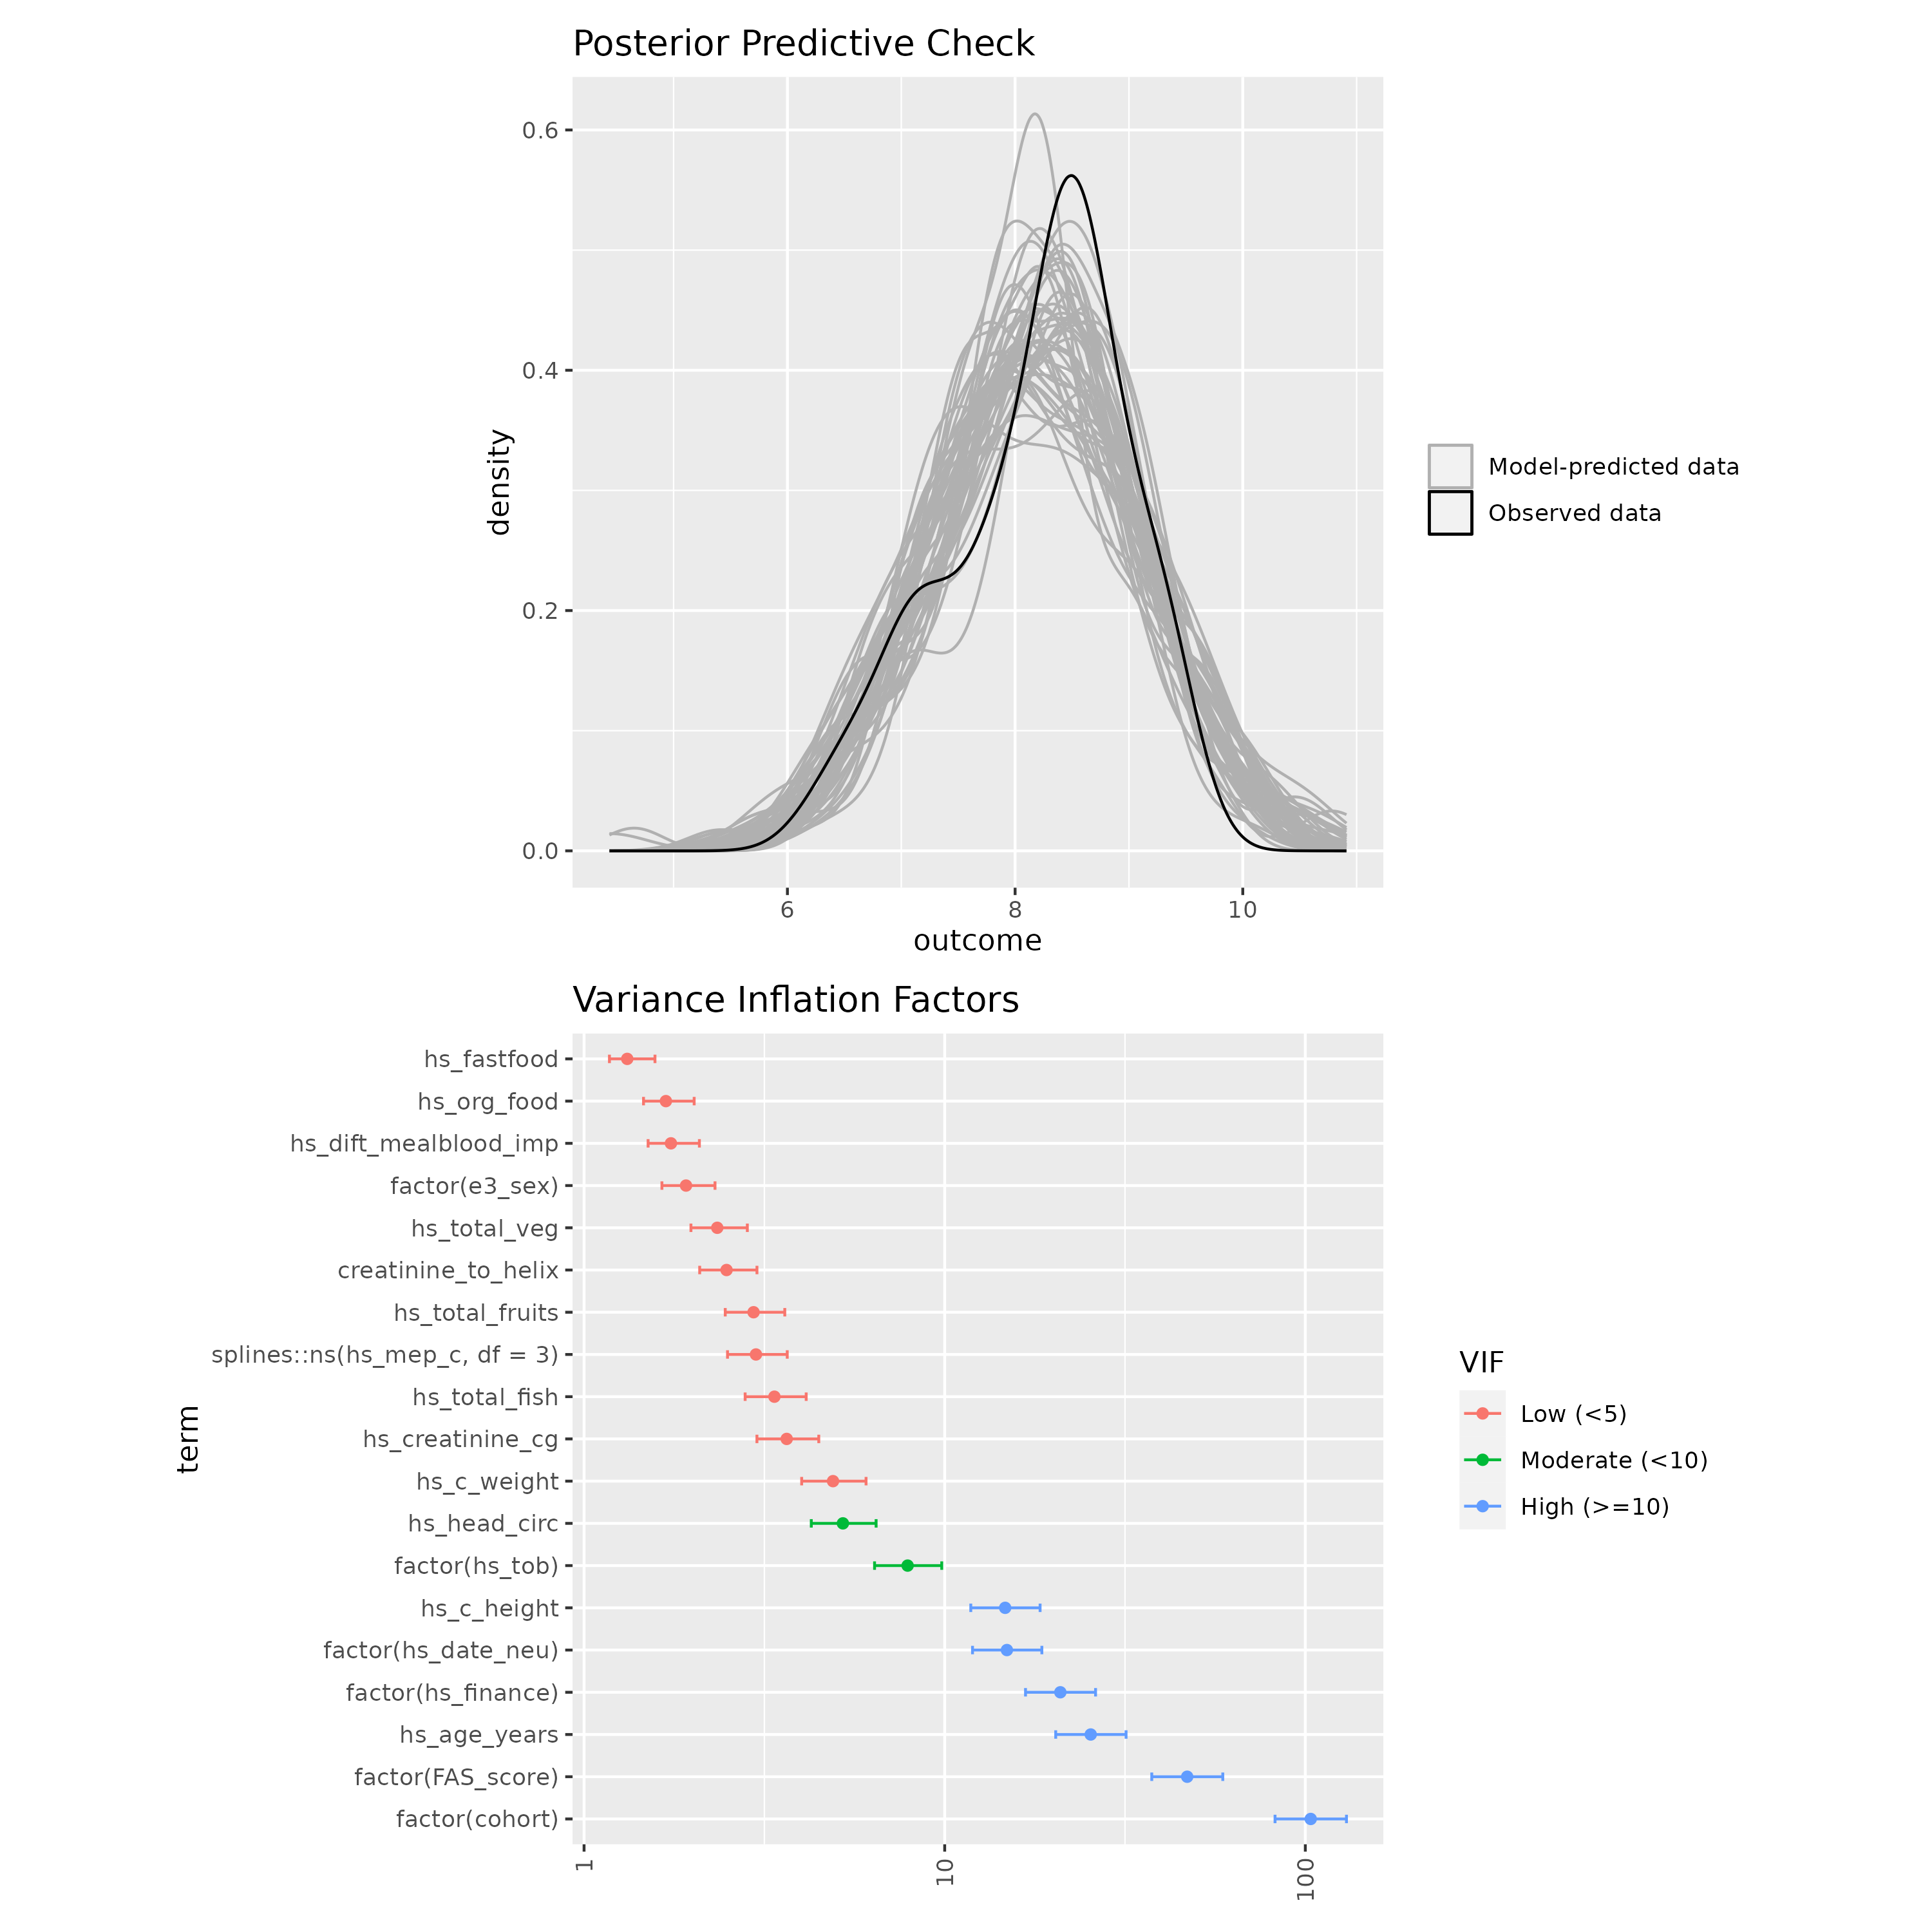 Posterior Predictive Check
0.6
0.4
0.2
0.0
density
6
8
10
outcome
Model-predicted data
Observed data
Variance Inflation Factors
hs_fastfood
hs_org_food
hs_dift_mealblood_imp
factor(e3_sex)
hs_total_veg
creatinine_to_helix
hs_total_fruits
splines::ns(hs_mep_c, df = 3)
hs_total_fish
hs_creatinine_cg
hs_c_weight
hs_head_circ
factor(hs_tob)
hs_c_height
factor(hs_date_neu)
factor(hs_finance)
hs_age_years
factor(FAS_score)
factor(cohort)
term
1
10
100
VIF
Low (<5)
Moderate (<10)
High (>=10)